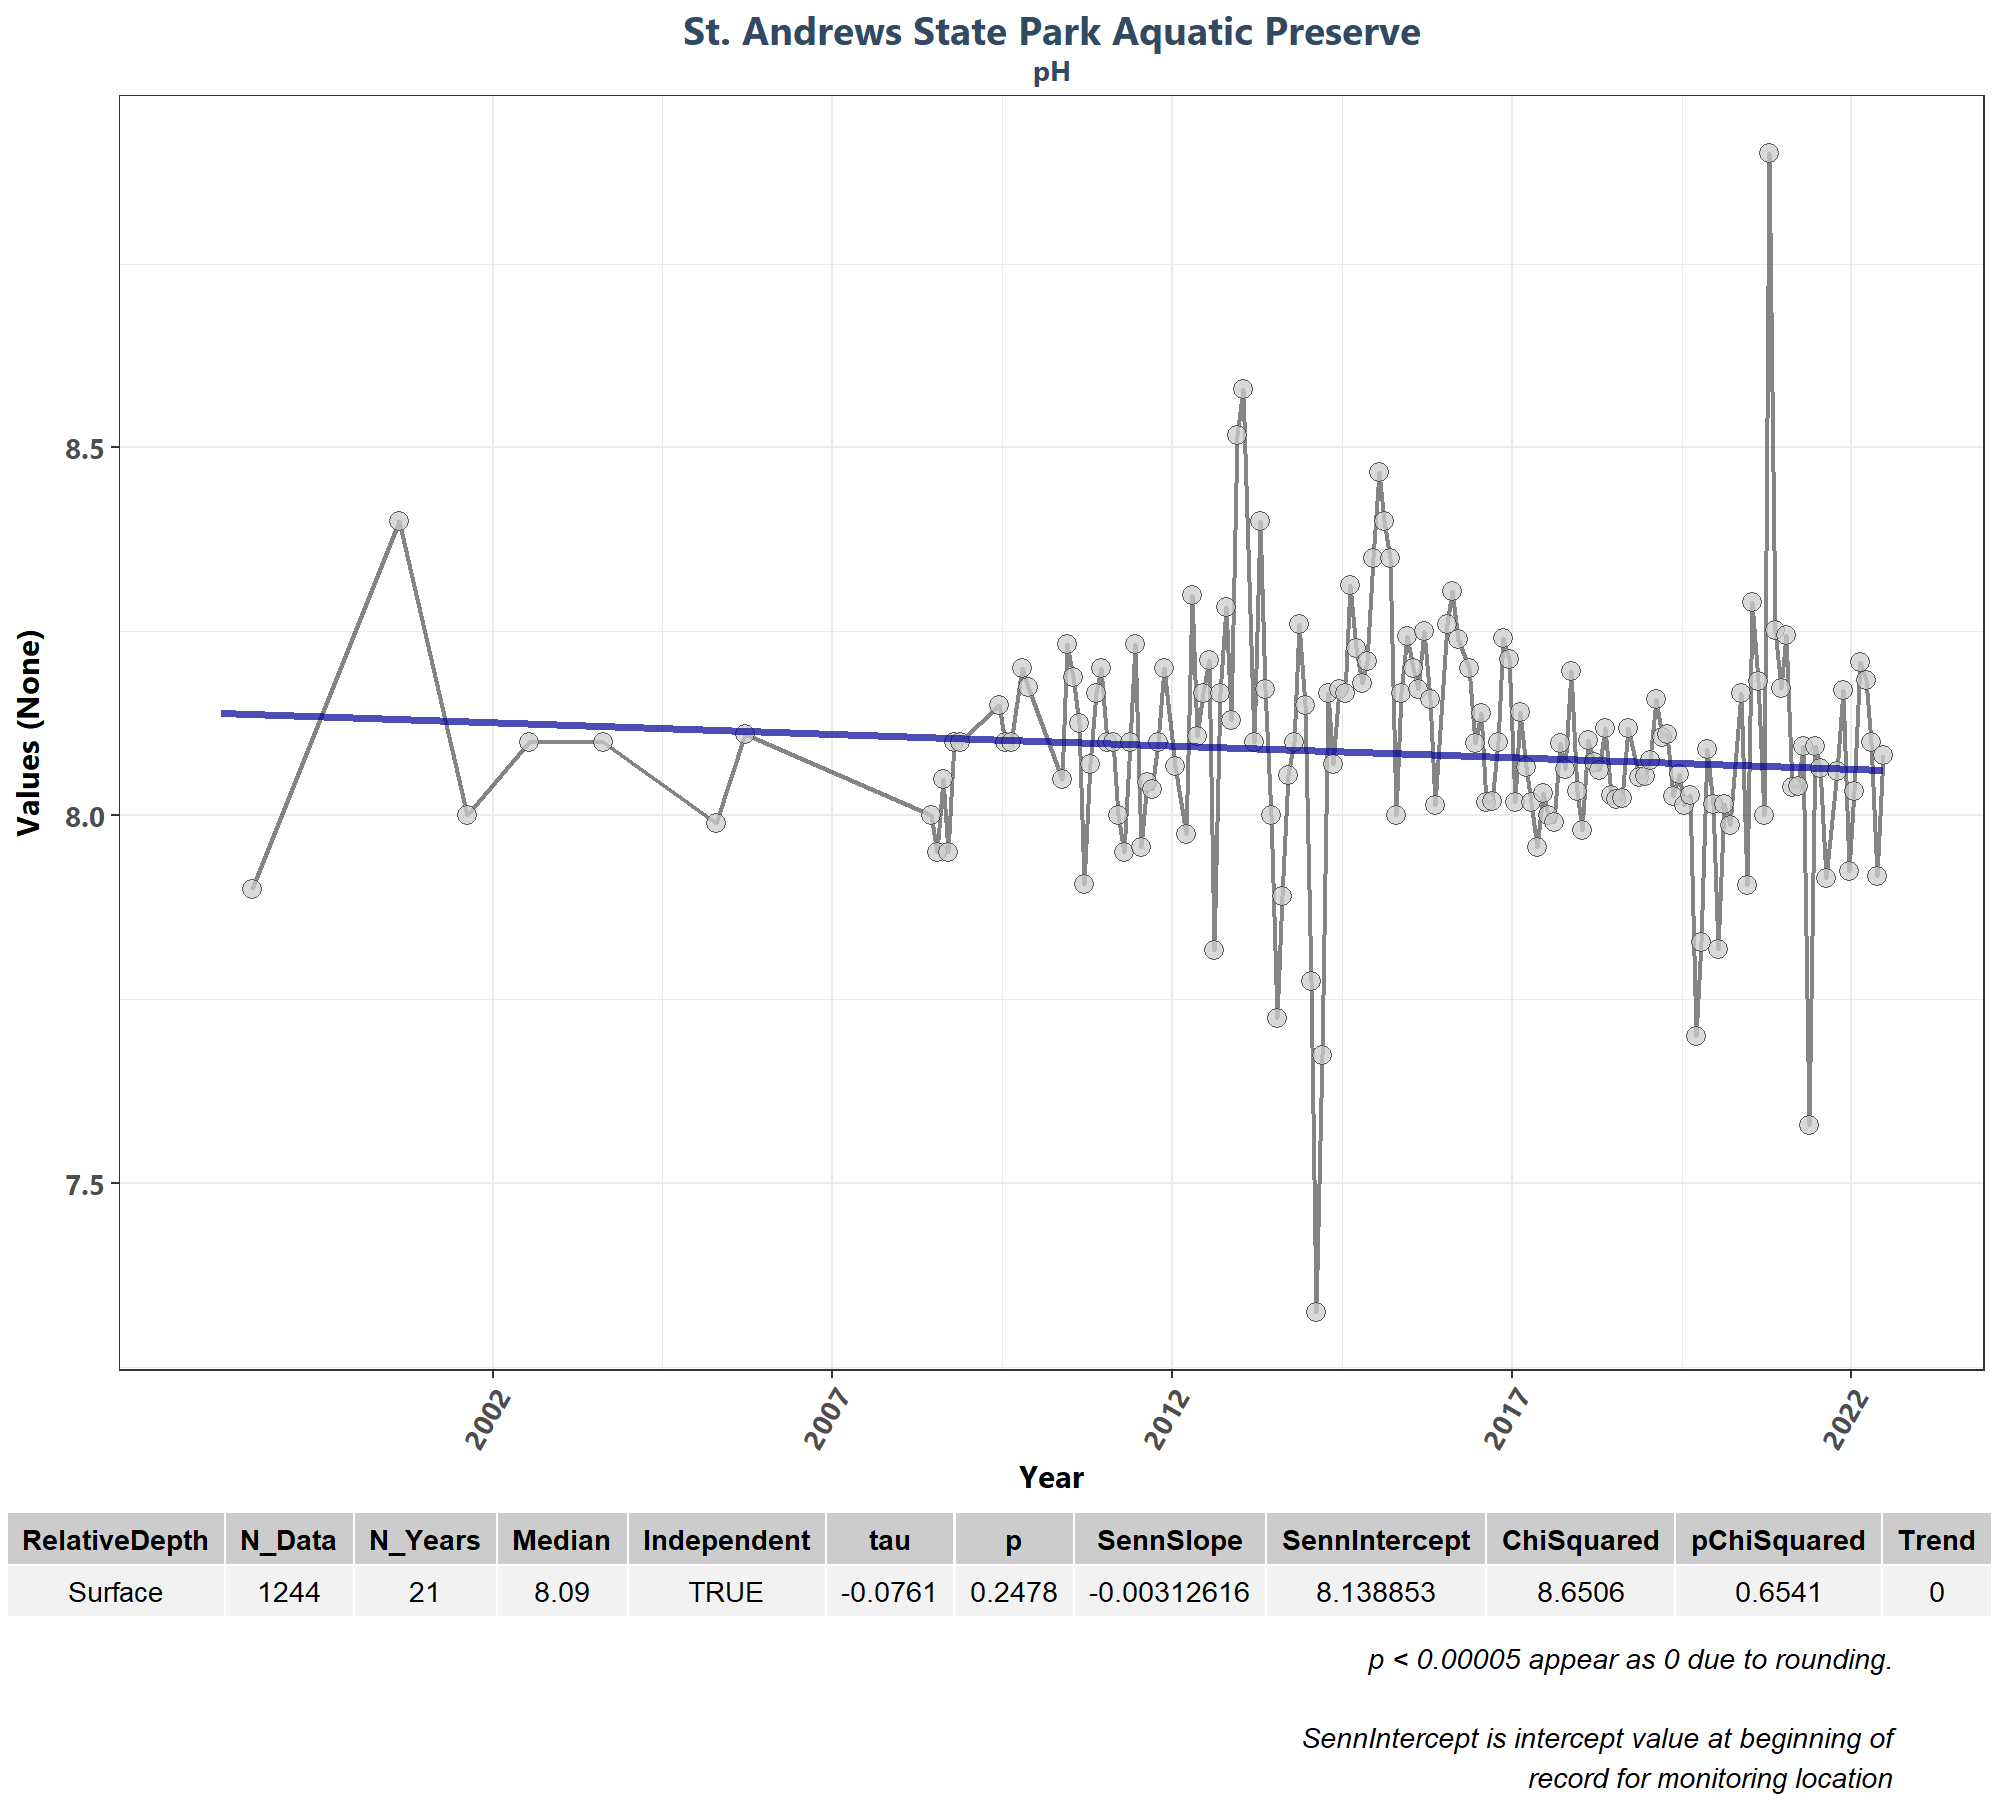 St. Andrews State Park Aquatic Preserve
pH
Values (None)
8.5
8.0
7.5
2002 2007 2012 2017 2022
Year
RelativeDepth N_Data N_Years Median Independent tau p SennSlope SennIntercept ChiSquared pChiSquared Trend
Surface 1244 21 8.09 TRUE -0.0761 0.2478 -0.00312616 8.138853 8.6506 0.6541 0
p < 0.00005 appear as 0 due to rounding.
SennIntercept is intercept value at beginning of
record for monitoring location